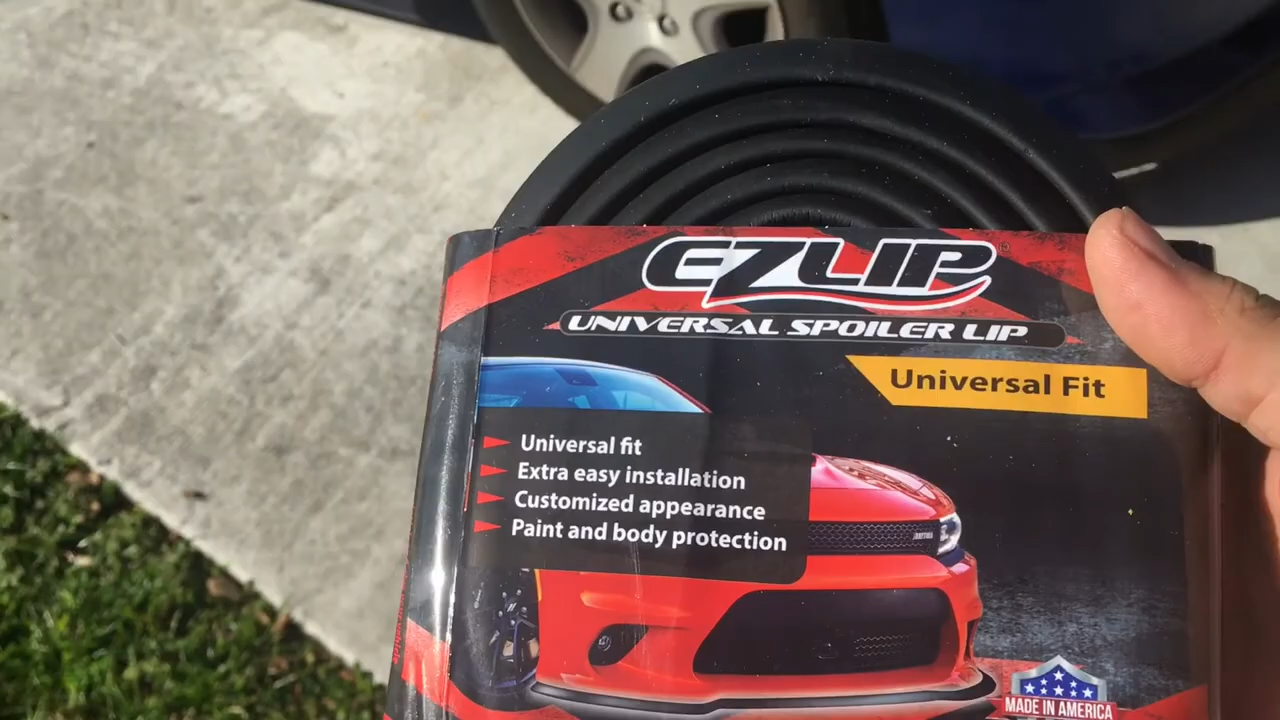 EZLIP®
UNIVERSAL SPOILER LIP
Universal Fit
Universal fit
Extra easy installation
Customized appearance
Paint and body protection
MADE IN AMERICA